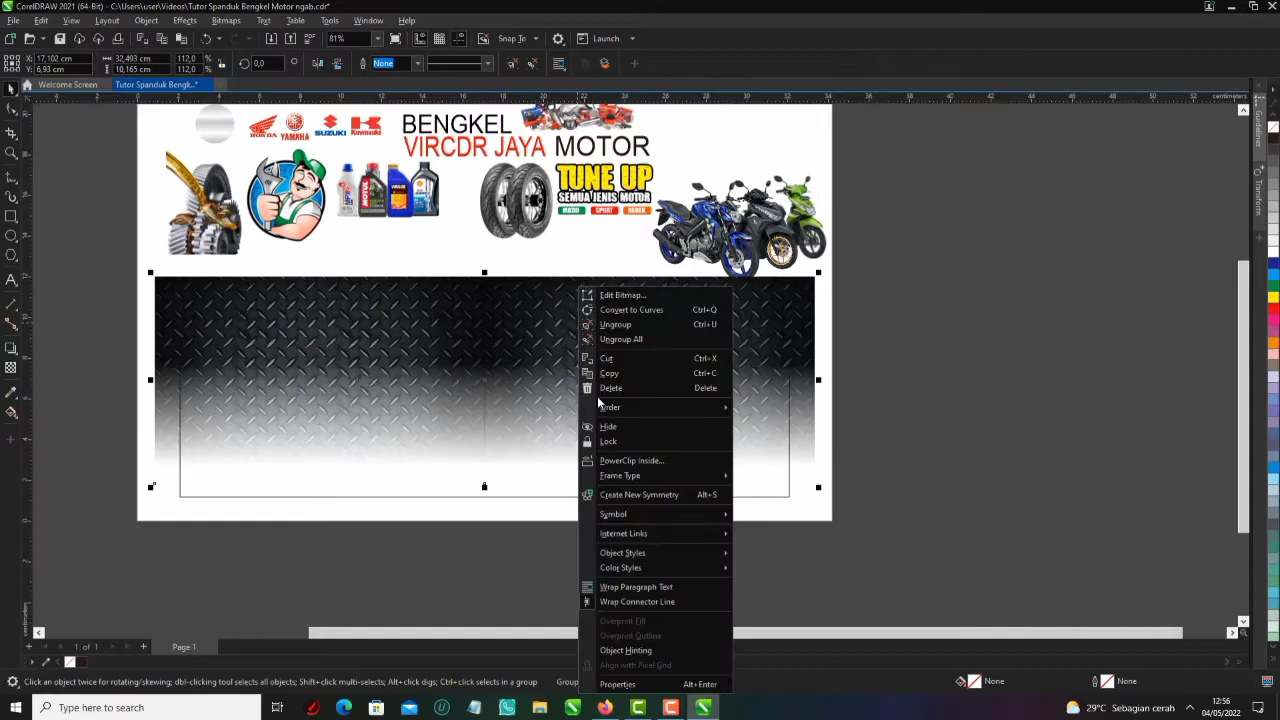 CorelDRAW 2021 (64-Bit) - C:\Users\user\Videos\Tutor Spanduk Bengkel Motor ngab.cdr*
File Edit View Layout Object Effects Bitmaps Text Table Tools Window Help
81% Snap To Launch
X: 17,102 cm 32,493 cm 112,0 %
Y: 6,93 cm 10,165 cm 112,0 %
0,0 None
Welcome Screen Tutor Spanduk Bengk...*
centimeters
HONDA YAMAHA SUZUKI Kawasaki
BENGKEL
VIRCDR JAYA MOTOR
TUNE UP
SEMUA JENIS MOTOR
MATIC SPORT BEBEK
Guidelines
Transform
Edit Bitmap...
Convert to Curves Ctrl+Q
Ungroup Ctrl+U
Ungroup All
Cut Ctrl+X
Copy Ctrl+C
Delete Delete
Order
Hide
Lock
PowerClip Inside...
Frame Type
Create New Symmetry Alt+S
Symbol
Internet Links
Object Styles
Color Styles
Wrap Paragraph Text
Wrap Connector Line
Overprint Fill
Overprint Outline
Object Hinting
Align with Pixel Grid
Properties Alt+Enter
1 of 1 Page 1
Click an object twice for rotating/skewing; dbl-clicking tool selects all objects; Shift+click multi-selects; Alt+click digs; Ctrl+click selects in a group Group None None
Type here to search
29°C Sebagian cerah
12:56
04/05/2022